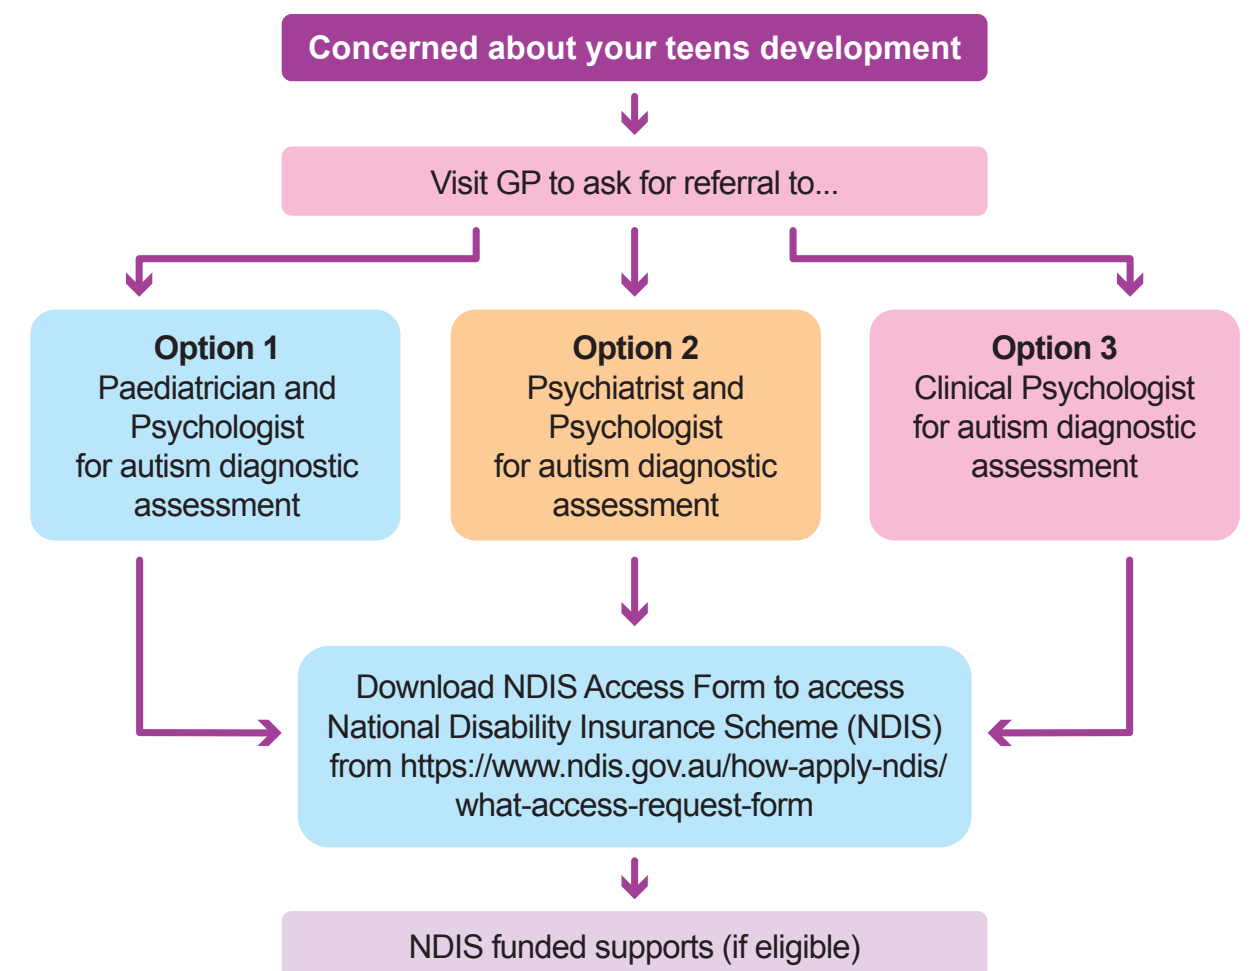 Concerned about your teens development
Visit GP to ask for referral to...
Option 1
Paediatrician and
Psychologist
for autism diagnostic
assessment
Option 2
Psychiatrist and
Psychologist
for autism diagnostic
assessment
Option 3
Clinical Psychologist
for autism diagnostic
assessment
Download NDIS Access Form to access
National Disability Insurance Scheme (NDIS)
from https://www.ndis.gov.au/how-apply-ndis/
what-access-request-form
NDIS funded supports (if eligible)